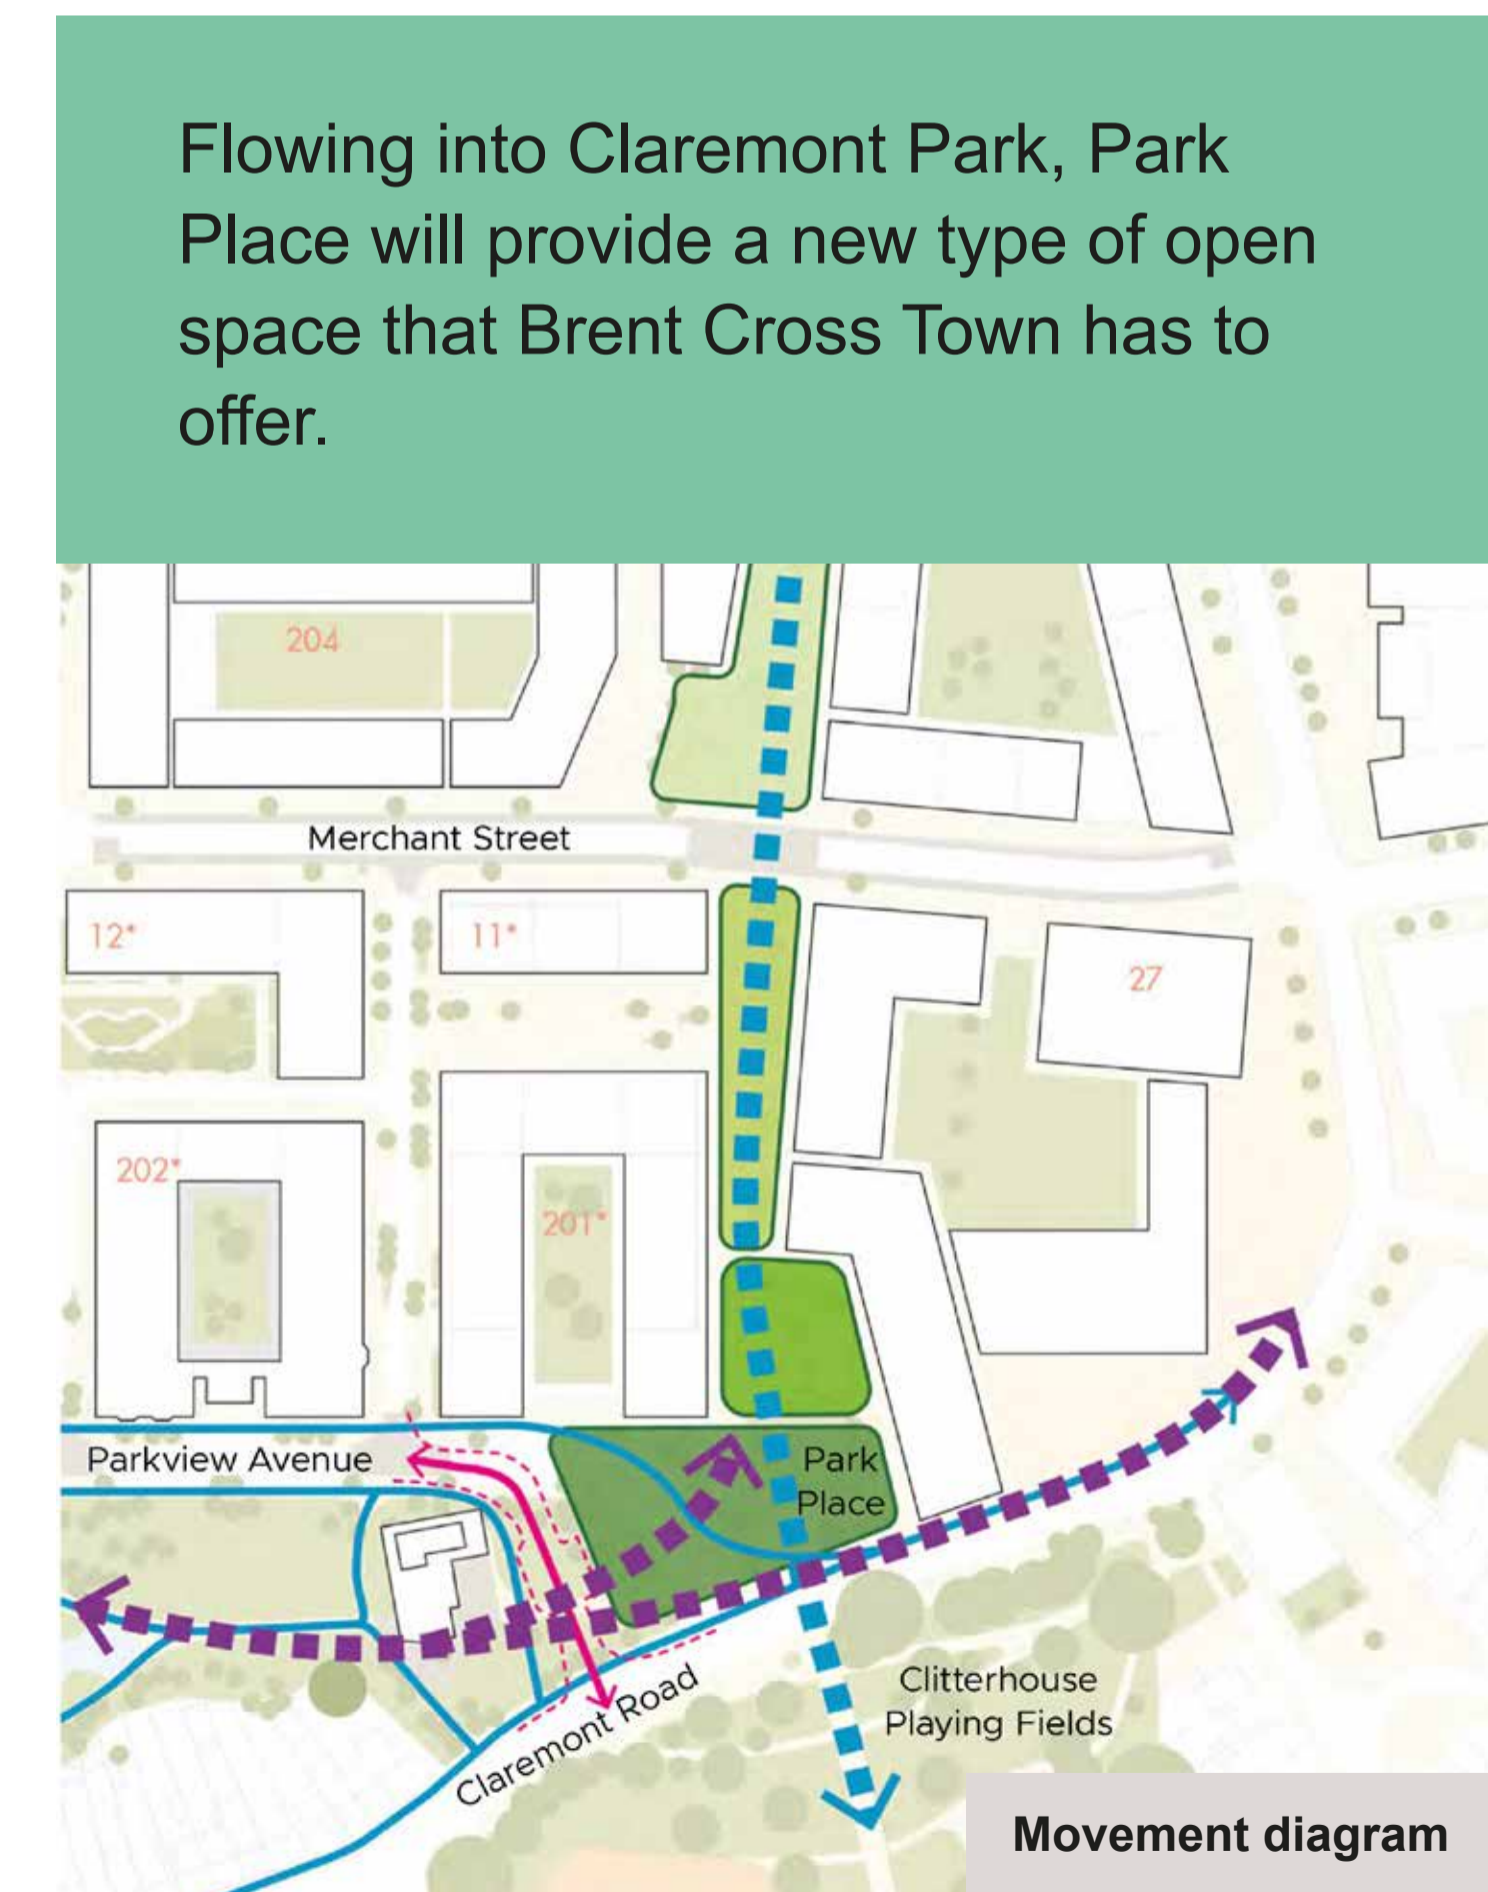 Flowing into Claremont Park, Park
Place will provide a new type of open
space that Brent Cross Town has to
offer.
204
Merchant Street
12*
11*
27
202*
201*
Parkview Avenue
Park
Place
Clitterhouse
Playing Fields
Claremont Road
Movement diagram